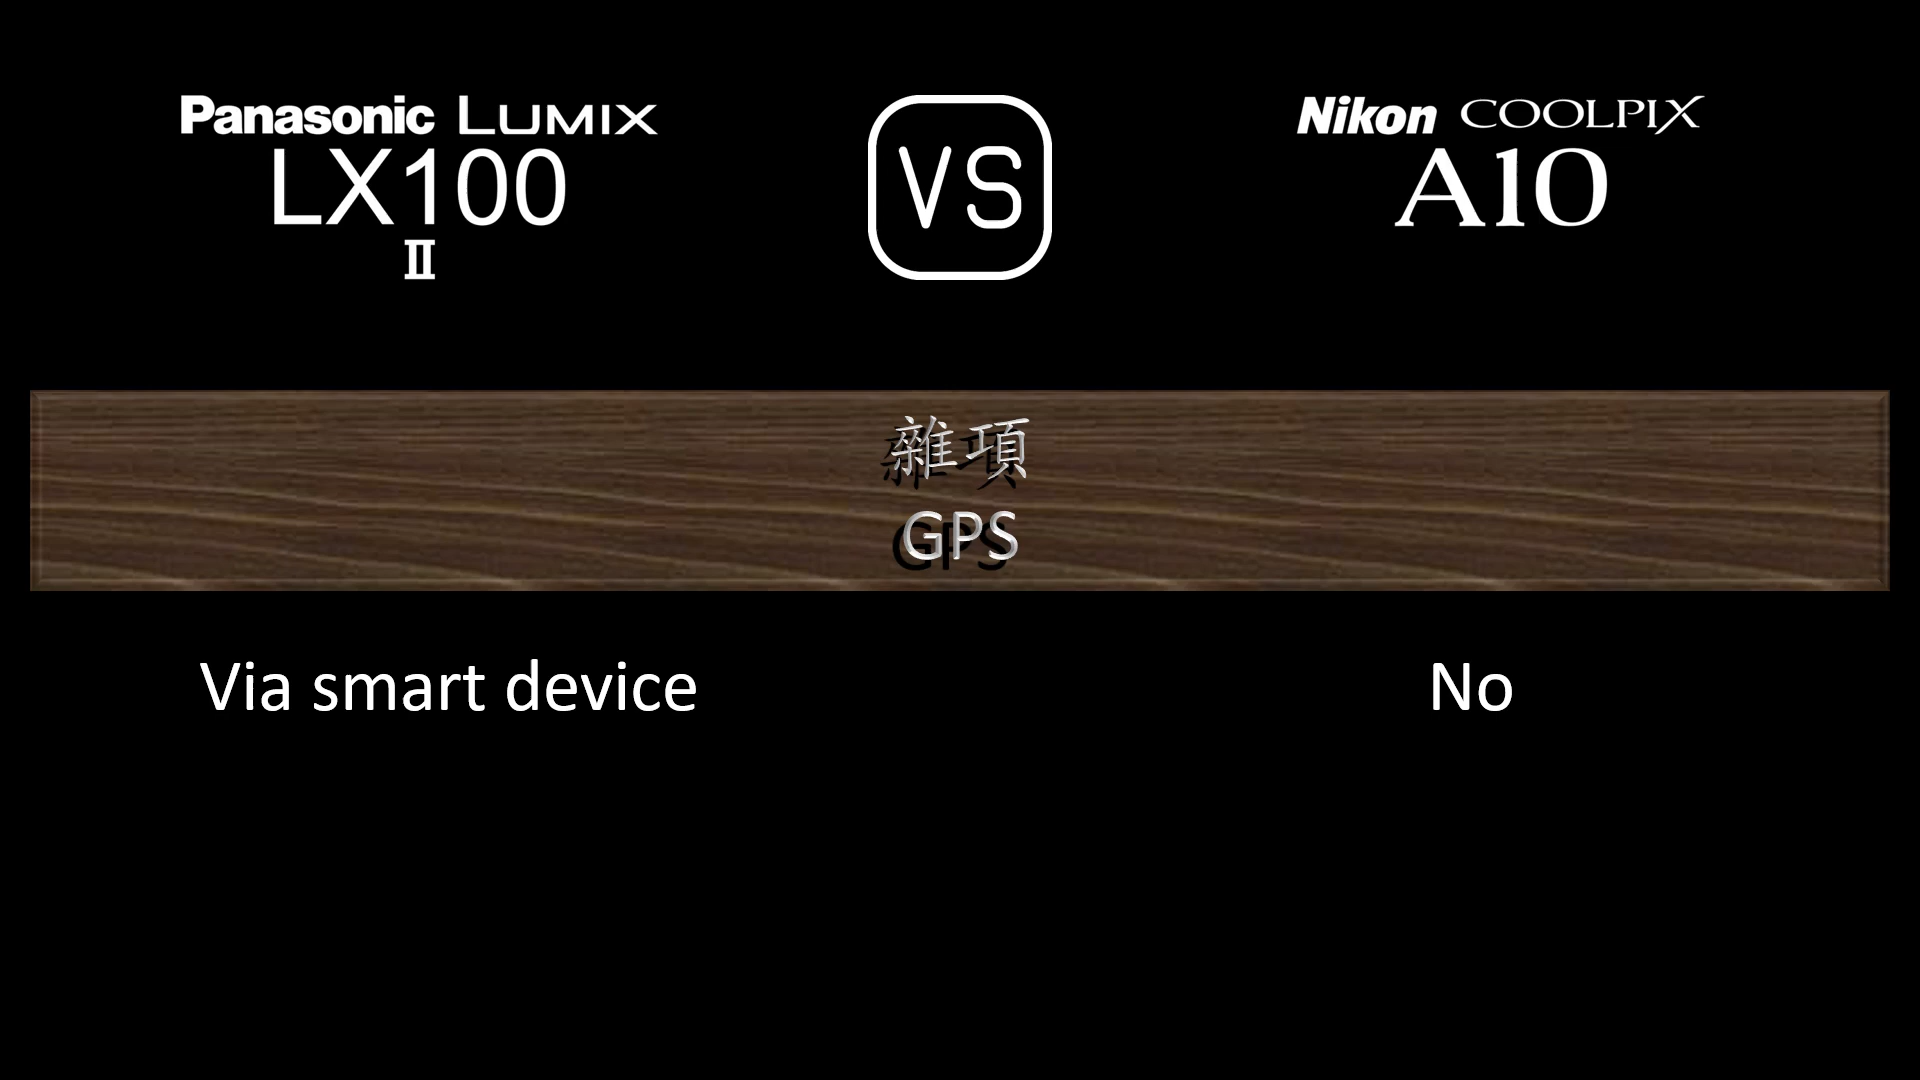 Panasonic LUMIX
LX100
II
VS
Nikon COOLPIX
A10
雜項
GPS
Via smart device
No